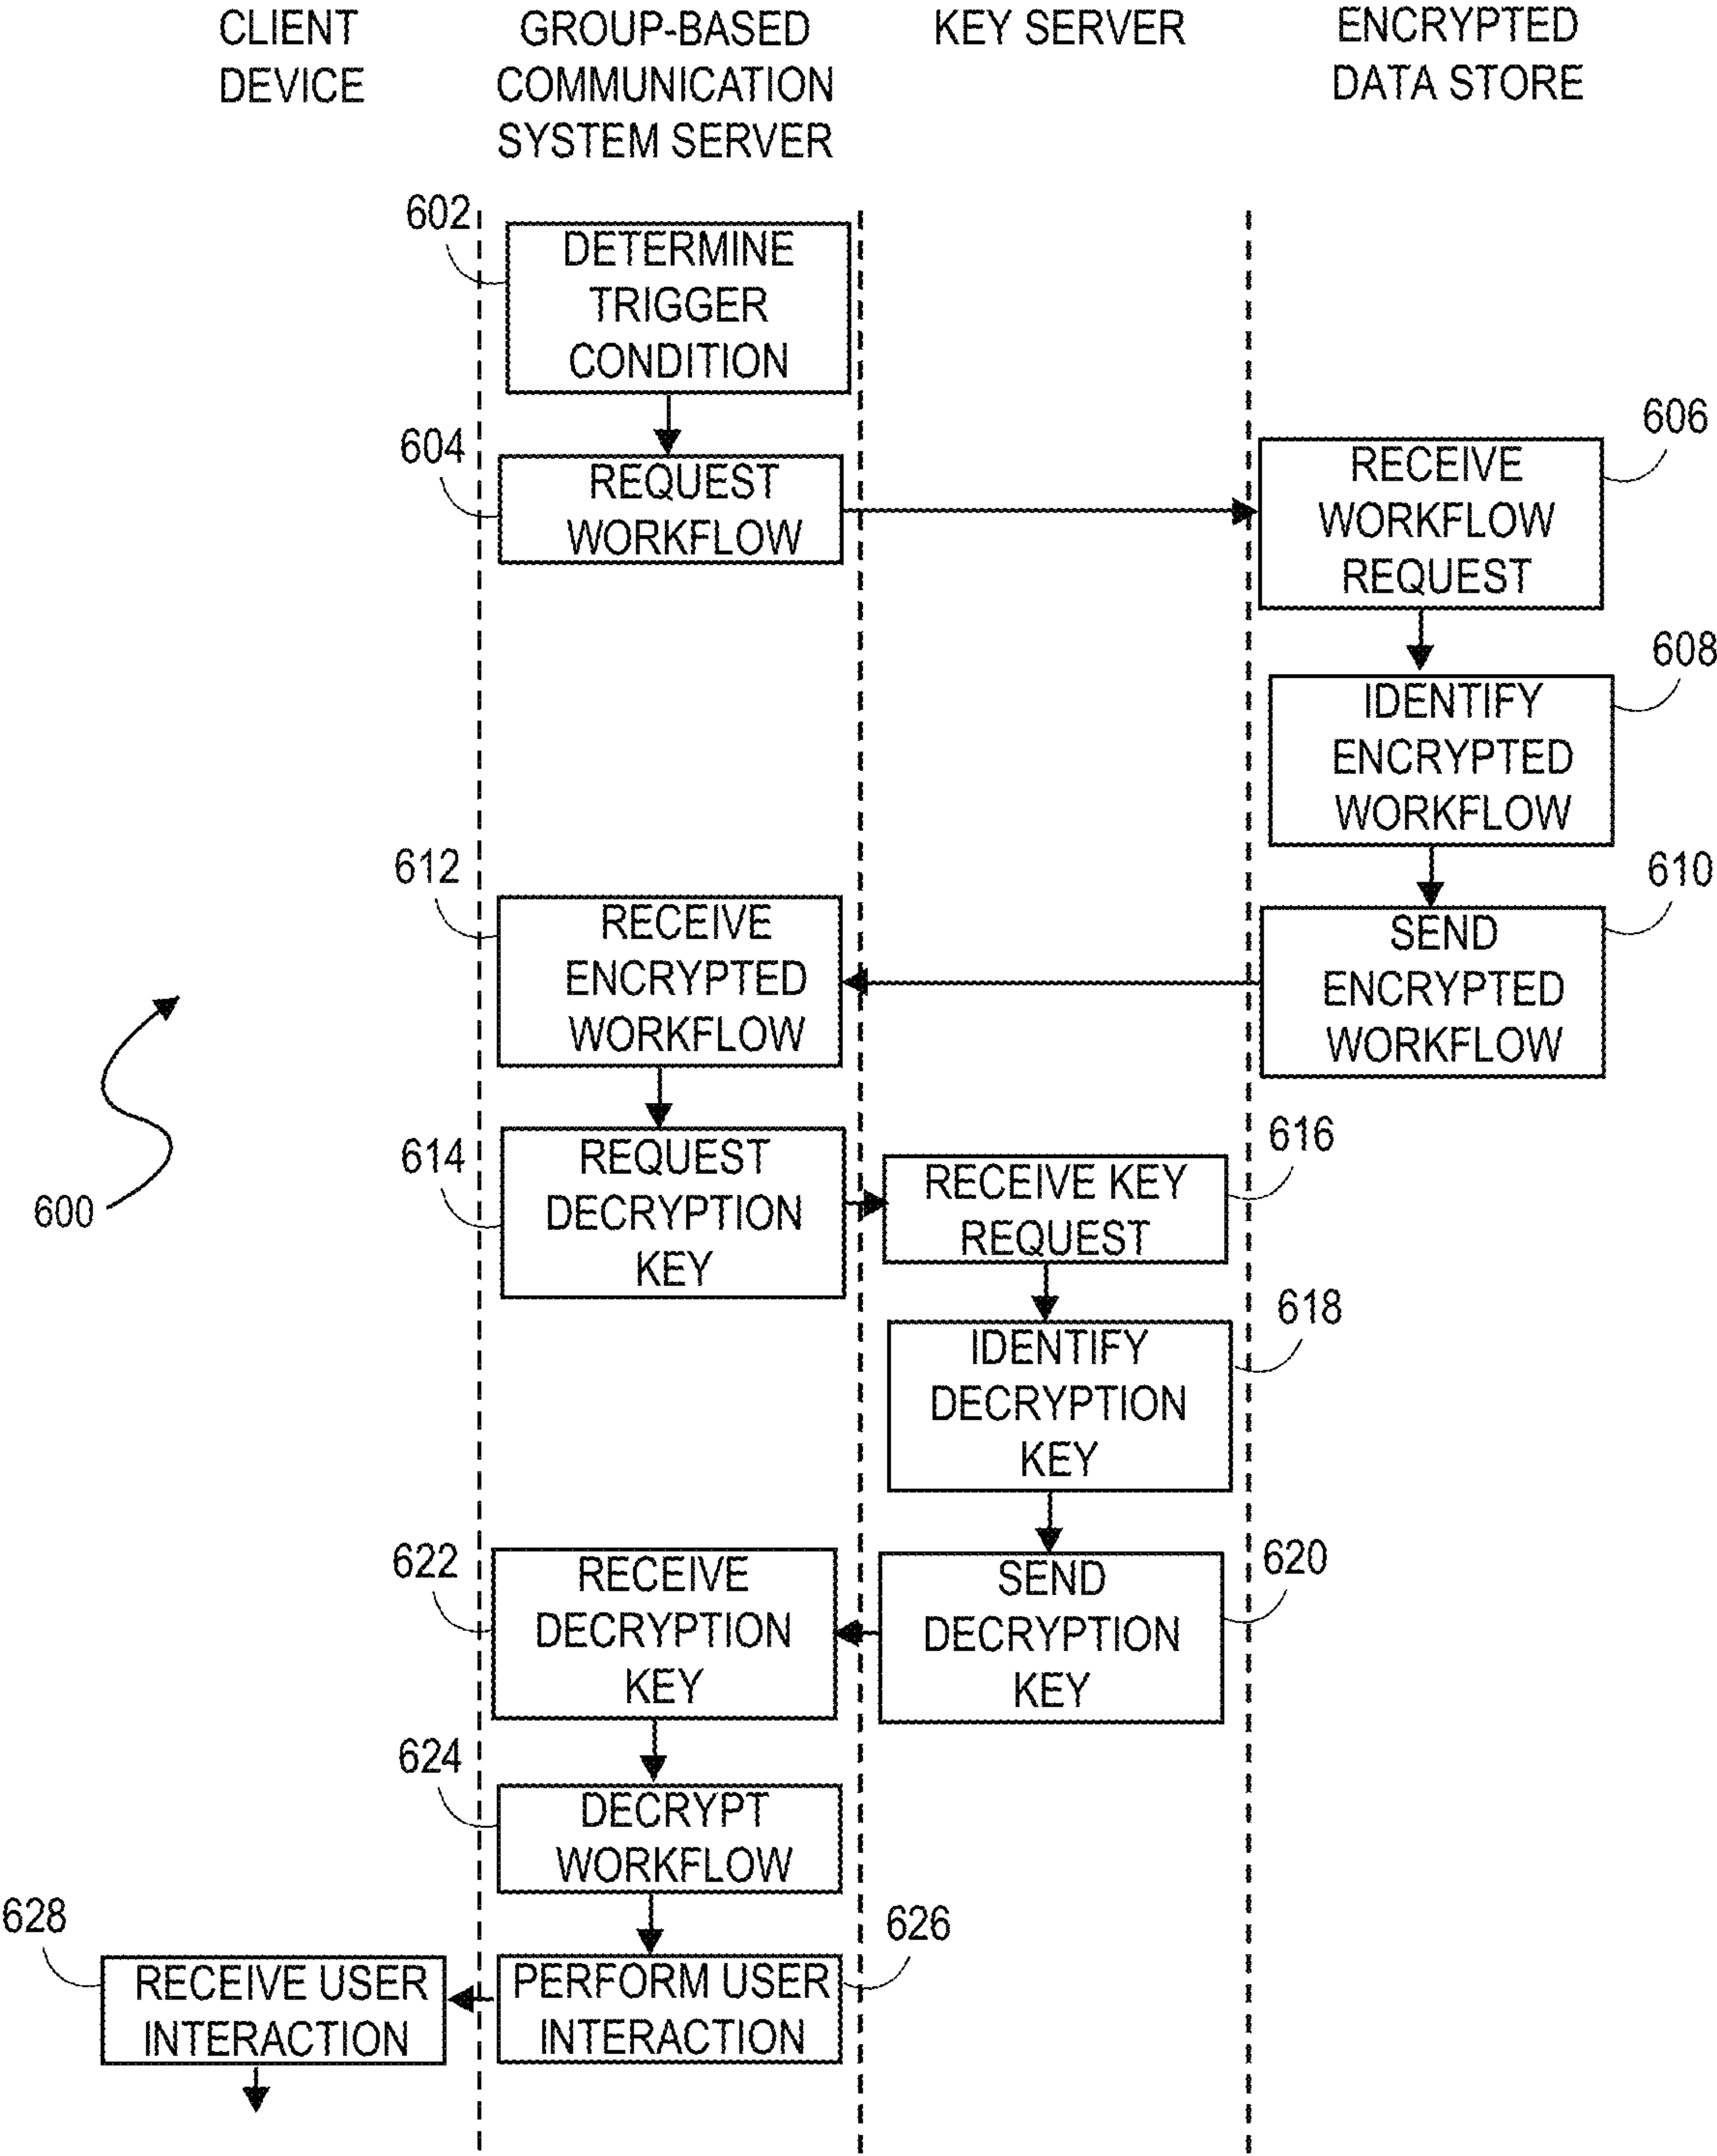 CLIENT
DEVICE
GROUP-BASED
COMMUNICATION
SYSTEM SERVER
KEY SERVER
ENCRYPTED
DATA STORE
602
DETERMINE
TRIGGER
CONDITION
604
REQUEST
WORKFLOW
606
RECEIVE
WORKFLOW
REQUEST
608
IDENTIFY
ENCRYPTED
WORKFLOW
610
SEND
ENCRYPTED
WORKFLOW
612
RECEIVE
ENCRYPTED
WORKFLOW
600
614
REQUEST
DECRYPTION
KEY
616
RECEIVE KEY
REQUEST
618
IDENTIFY
DECRYPTION
KEY
620
SEND
DECRYPTION
KEY
622
RECEIVE
DECRYPTION
KEY
624
DECRYPT
WORKFLOW
626
PERFORM USER
INTERACTION
628
RECEIVE USER
INTERACTION